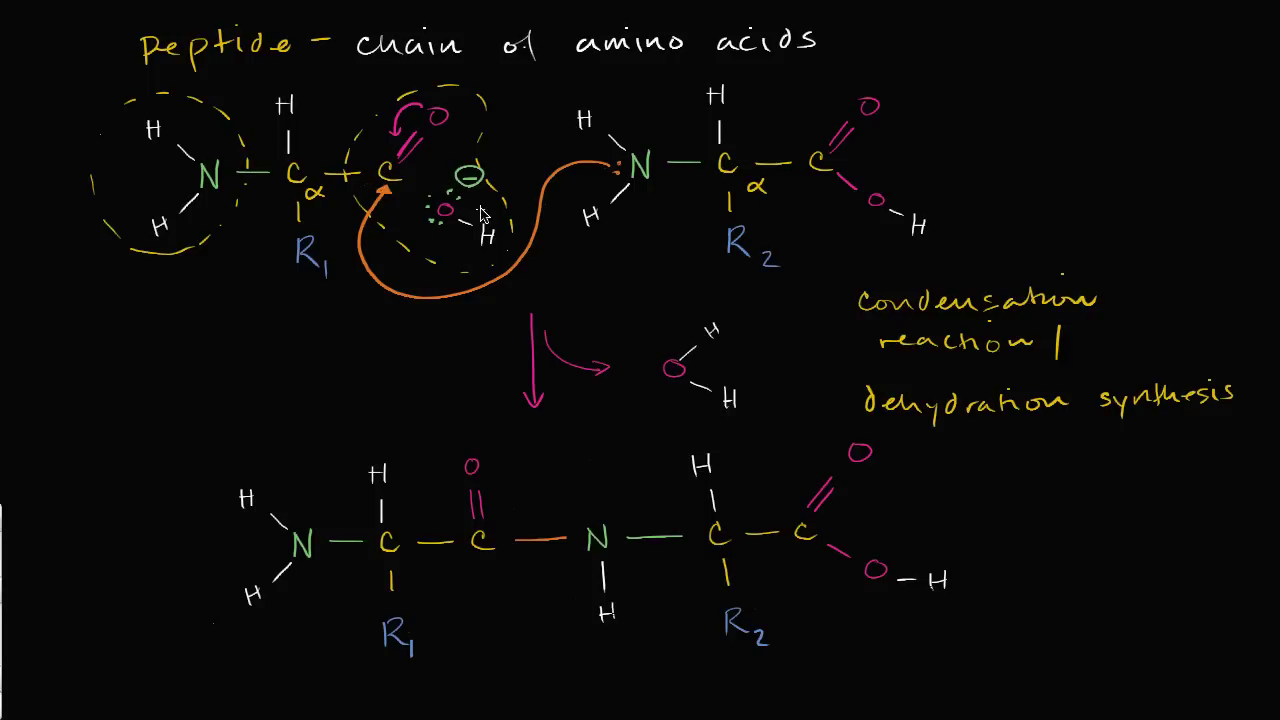 peptide - chain of amino acids
H H O H H O
N C C N C C
α α
H O ⊖ H H O H
R1 R2
condensation
reaction /
O H H
dehydration synthesis
H H O H O
N C C N C C
H R1 H R2 O - H